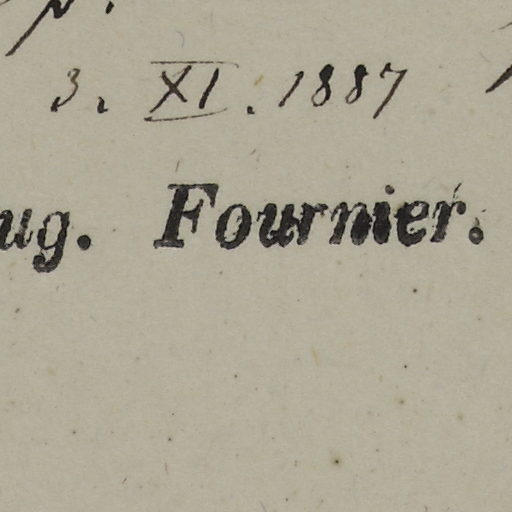 3. XI. 1887
ug. Fournier.